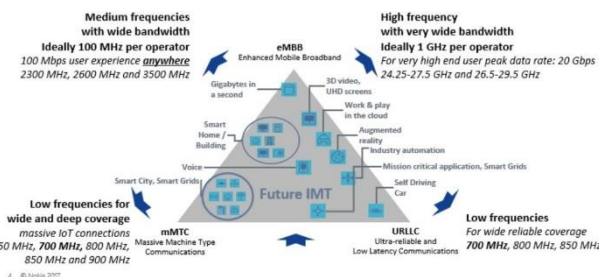 Medium frequencies
with wide bandwidth
Ideally 100 MHz per operator
100 Mbps user experience anywhere
2300 MHz, 2600 MHz and 3500 MHz
High frequency
with very wide bandwidth
Ideally 1 GHz per operator
For very high end user peak data rate: 20 Gbps
24.25-27.5 GHz and 26.5-29.5 GHz
eMBB
Enhanced Mobile Broadband
Gigabytes in
a second
3D video,
UHD screens
Work & play
in the cloud
Smart
Home /
Building
Augmented
reality
Industry automation
Voice
Mission critical application, Smart Grids
Smart City, Smart Grids
Self Driving
Car
Future IMT
Low frequencies for
wide and deep coverage
massive IoT connections
50 MHz, 700 MHz, 800 MHz,
850 MHz and 900 MHz
mMTC
Massive Machine Type
Communications
URLLC
Ultra-reliable and
Low Latency Communications
Low frequencies
For wide reliable coverage
700 MHz, 800 MHz, 850 MHz
4 © Nokia 2017